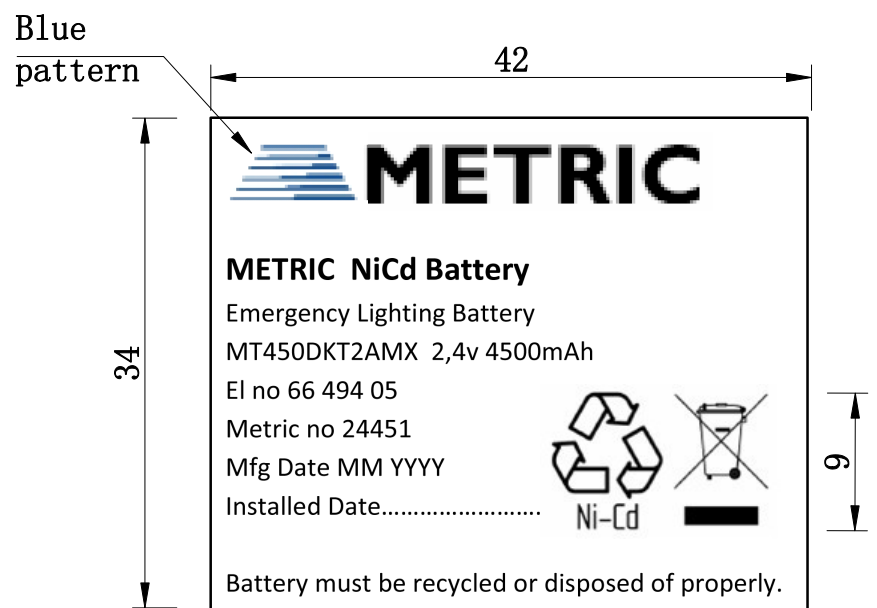 Blue
pattern
42
METRIC
METRIC NiCd Battery
Emergency Lighting Battery
34
MT450DKT2AMX 2,4v 4500mAh
El no 66 494 05
Metric no 24451
Mfg Date MM YYYY
9
Installed Date.........................
Ni-Cd
Battery must be recycled or disposed of properly.